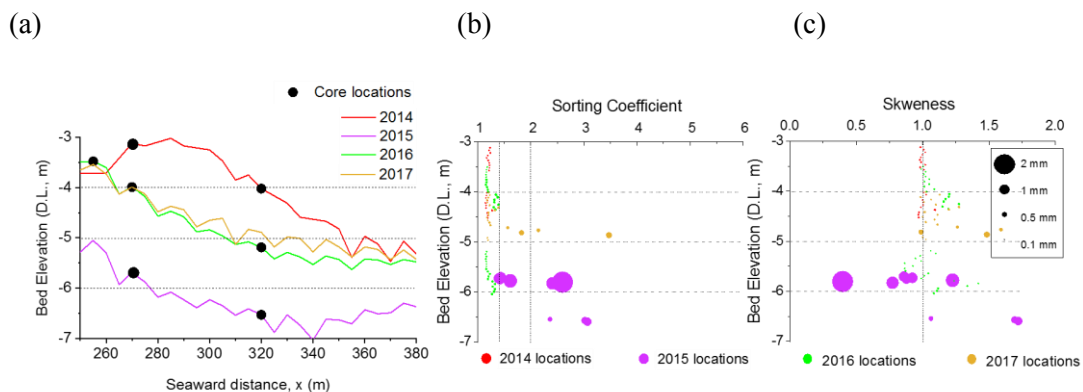 (a)
(b)
(c)
Core locations
2014
2015
2016
2017
-3
-4
-5
-6
-7
Bed Elevation (D.L., m)
260
280
300
320
340
360
380
Seaward distance, x (m)
Sorting Coefficient
1
2
3
4
5
6
-3
-4
-5
-6
-7
Bed Elevation (D.L., m)
2014 locations
2015 locations
Skweness
0.0
0.5
1.0
1.5
2.0
-3
-4
-5
-6
-7
Bed Elevation (D.L., m)
2 mm
1 mm
0.5 mm
0.1 mm
2016 locations
2017 locations